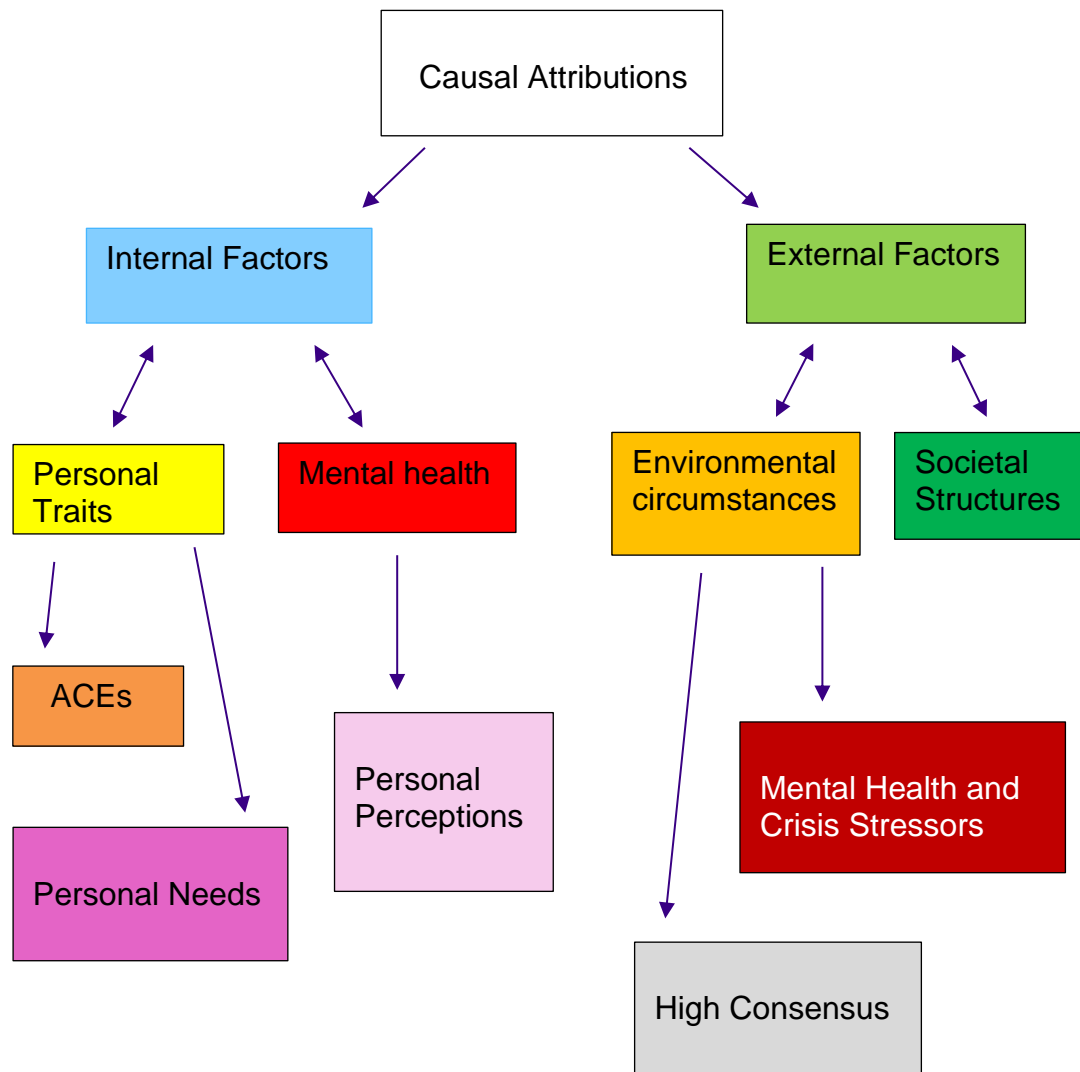 Causal Attributions
Internal Factors
External Factors
Personal
Traits
Mental health
Environmental
circumstances
Societal
Structures
ACEs
Personal
Perceptions
Mental Health and
Crisis Stressors
Personal Needs
High Consensus